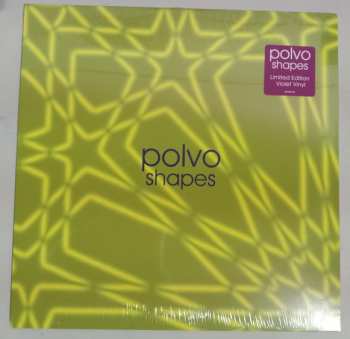 polvo
shapes
Limited Edition
Violet Vinyl
polvo
shapes